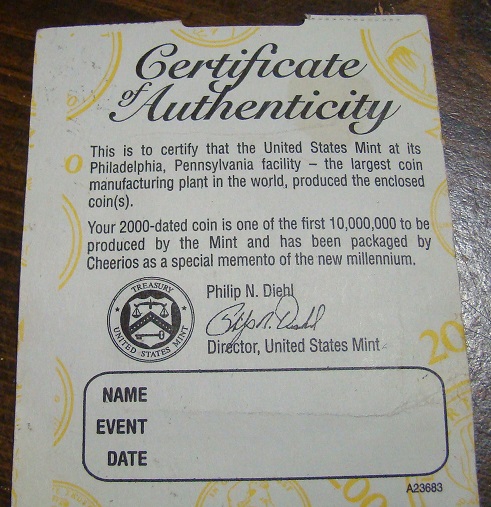 Certificate
of Authenticity
This is to certify that the United States Mint at its
Philadelphia, Pennsylvania facility – the largest coin
manufacturing plant in the world, produced the enclosed
coin(s).
Your 2000-dated coin is one of the first 10,000,000 to be
produced by the Mint and has been packaged by
Cheerios as a special memento of the new millennium.
TREASURY
UNITED STATES MINT
Philip N. Diehl
Philip N. Diehl
Director, United States Mint
20
NAME
EVENT
DATE
A23683